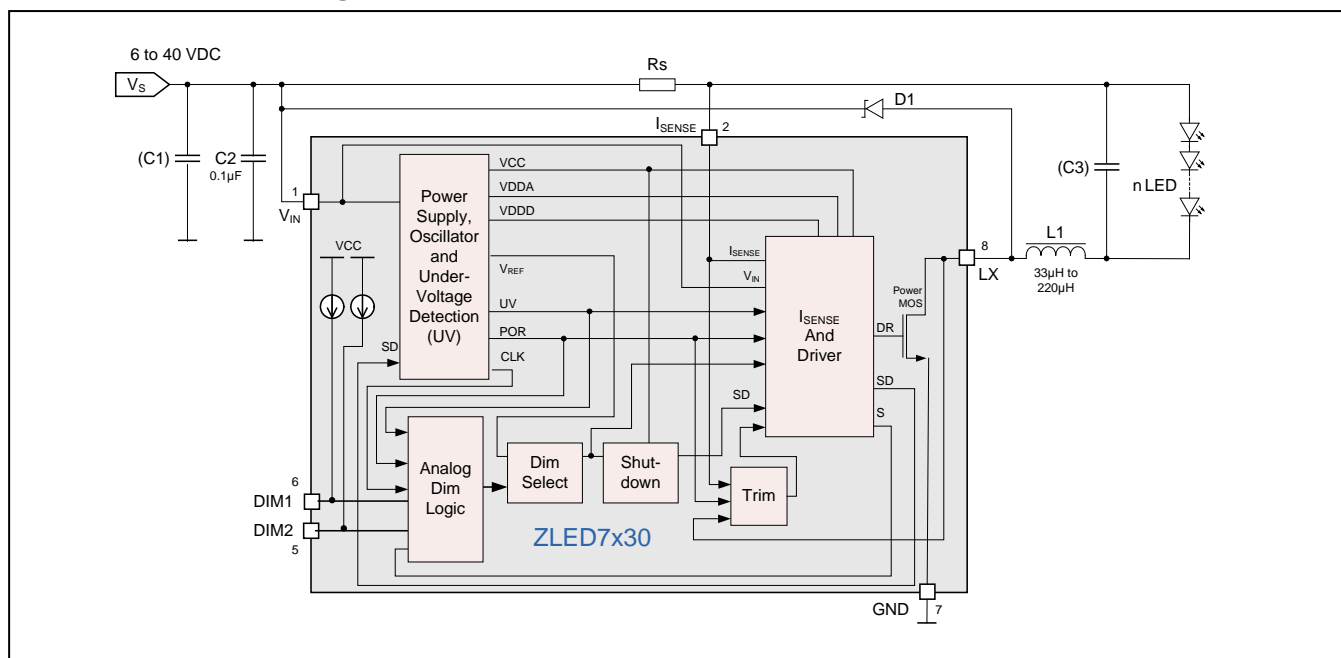 6 to 40 VDC
VS
Rs
D1
ISENSE
2
(C1)
C2
0.1µF
1
VIN
VCC
Power
Supply,
Oscillator
and
Under-
Voltage
Detection
(UV)
VCC
VDDA
VDDD
VREF
UV
POR
CLK
SD
ISENSE
VIN
ISENSE
And
Driver
SD
DR
SD
S
Power
MOS
8
LX
L1
33µH to
220µH
(C3)
n LED
Analog
Dim
Logic
Dim
Select
Shut-
down
Trim
6
DIM1
DIM2
5
ZLED7x30
GND
7